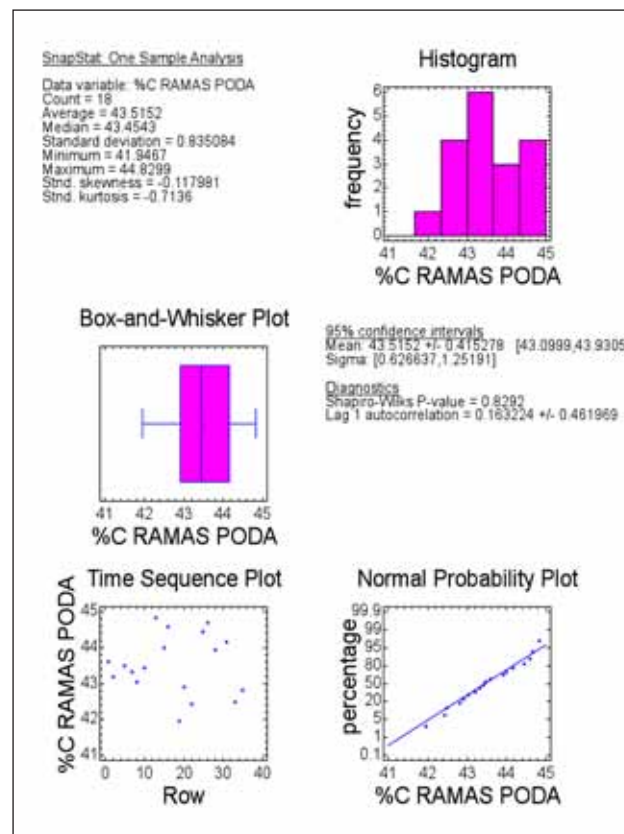 SnapStat: One Sample Analysis
Data variable: %C RAMAS PODA
Count = 18
Average = 43.5152
Median = 43.4543
Standard deviation = 0.835084
Minimum = 41.9467
Maximum = 44.8299
Stnd. skewness = -0.117981
Stnd. kurtosis = -0.7136
Histogram
frequency
6
5
4
3
2
1
0
41 42 43 44 45
%C RAMAS PODA
Box-and-Whisker Plot
41 42 43 44 45
%C RAMAS PODA
95% confidence intervals
Mean: 43.5152 +/- 0.415278 [43.0999,43.9305
Sigma: [0.626637,1.25191]
Diagnostics
Shapiro-Wilks P-value = 0.8292
Lag 1 autocorrelation = 0.163224 +/- 0.461969
Time Sequence Plot
%C RAMAS PODA
45
44
43
42
41
0 10 20 30 40
Row
Normal Probability Plot
percentage
99.9
99
95
80
50
20
5
1
0.1
41 42 43 44 45
%C RAMAS PODA